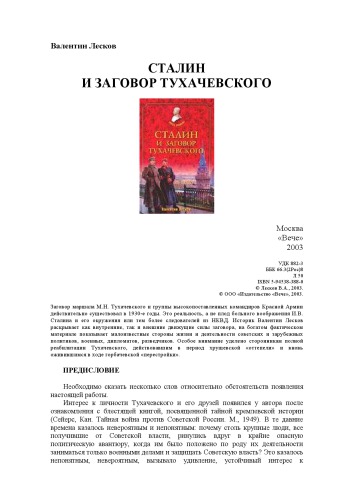 Валентин Лесков
СТАЛИН
И ЗАГОВОР ТУХАЧЕВСКОГО
СТАЛИН
И ЗАГОВОР
ТУХАЧЕВСКОГО
Москва
«Вече»
2003
УДК 882-3
ББК 66.3(2Рос)8
Л 50
ISBN 5-94538-388-0
© Лесков В.А., 2003.
© ООО «Издательство «Вече», 2003.
Заговор маршала М.Н. Тухачевского и группы высокопоставленных командиров Красной Армии
действительно существовал в 1930-е годы. Это реальность, а не плод больного воображения И.В.
Сталина и его окружения или тем более следователей из НКВД. Историк Валентин Лесков
раскрывает как внутренние, так и внешние движущие силы заговора, на богатом фактическом
материале показывает малоизвестные стороны жизни и деятельности советских и зарубежных
политиков, военных, дипломатов, разведчиков. Особое внимание уделено сторонникам полной
реабилитации Тухачевского, действовавшим в период хрущевской «оттепели» и вновь
оживившимся в ходе горбачевской «перестройки».
ПРЕДИСЛОВИЕ
Необходимо сказать несколько слов относительно обстоятельств появления
настоящей работы.
Интерес к личности Тухачевского и его друзей появился у автора после
ознакомления с блестящей книгой, посвященной тайной кремлевской истории
(Сейерс, Кан. Тайная война против Советской России. М., 1949). В те давние
времена казалось невероятным и непонятным: почему столь крупные люди, все
получившие от Советской власти, ринулись вдруг в крайне опасную
политическую авантюру, когда им было положено по роду их деятельности
заниматься только военными делами и защищать Советскую власть? Это казалось
непонятным, невероятным, вызывало удивление, устойчивый интерес к